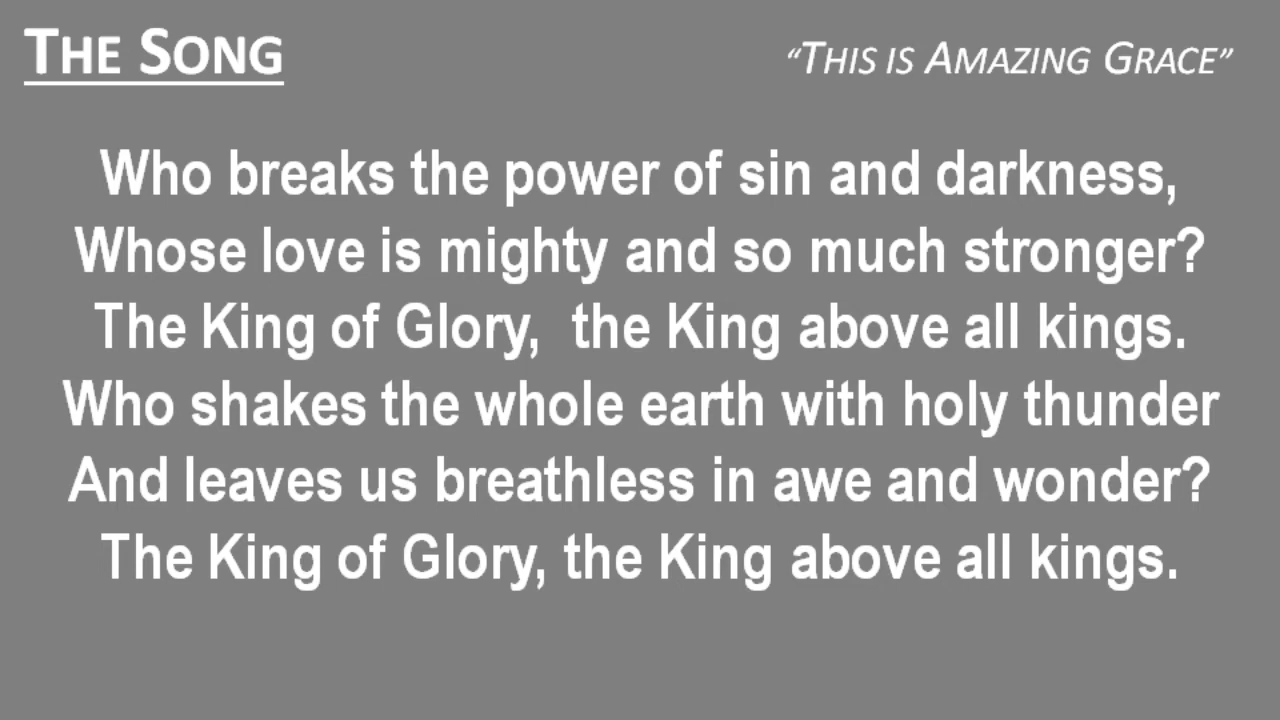 THE SONG
“THIS IS AMAZING GRACE”
Who breaks the power of sin and darkness,
Whose love is mighty and so much stronger?
The King of Glory,  the King above all kings.
Who shakes the whole earth with holy thunder
And leaves us breathless in awe and wonder?
The King of Glory, the King above all kings.